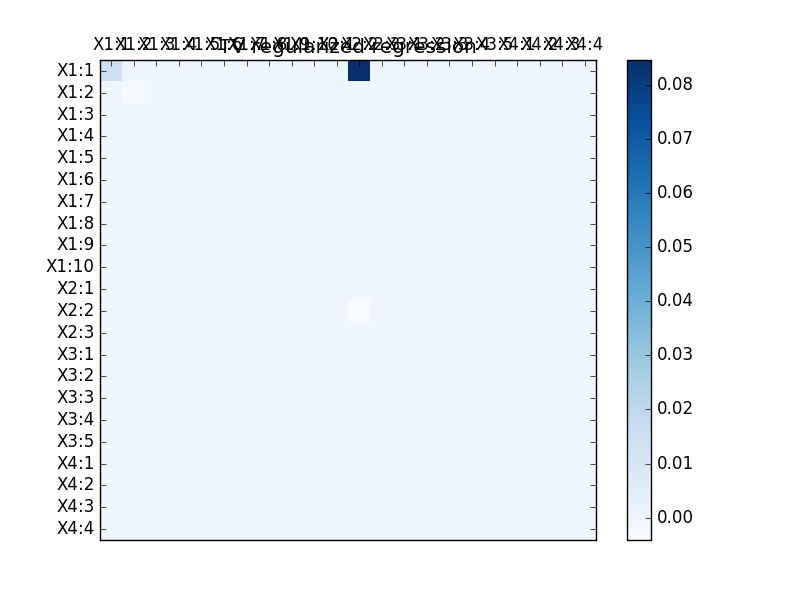 TV regularized regression
X1:1
X1:2
X1:3
X1:4
X1:5
X1:6
X1:7
X1:8
X1:9
X1:10
X2:1
X2:2
X2:3
X3:1
X3:2
X3:3
X3:4
X3:5
X4:1
X4:2
X4:3
X4:4
0.08
0.07
0.06
0.05
0.04
0.03
0.02
0.01
0.00